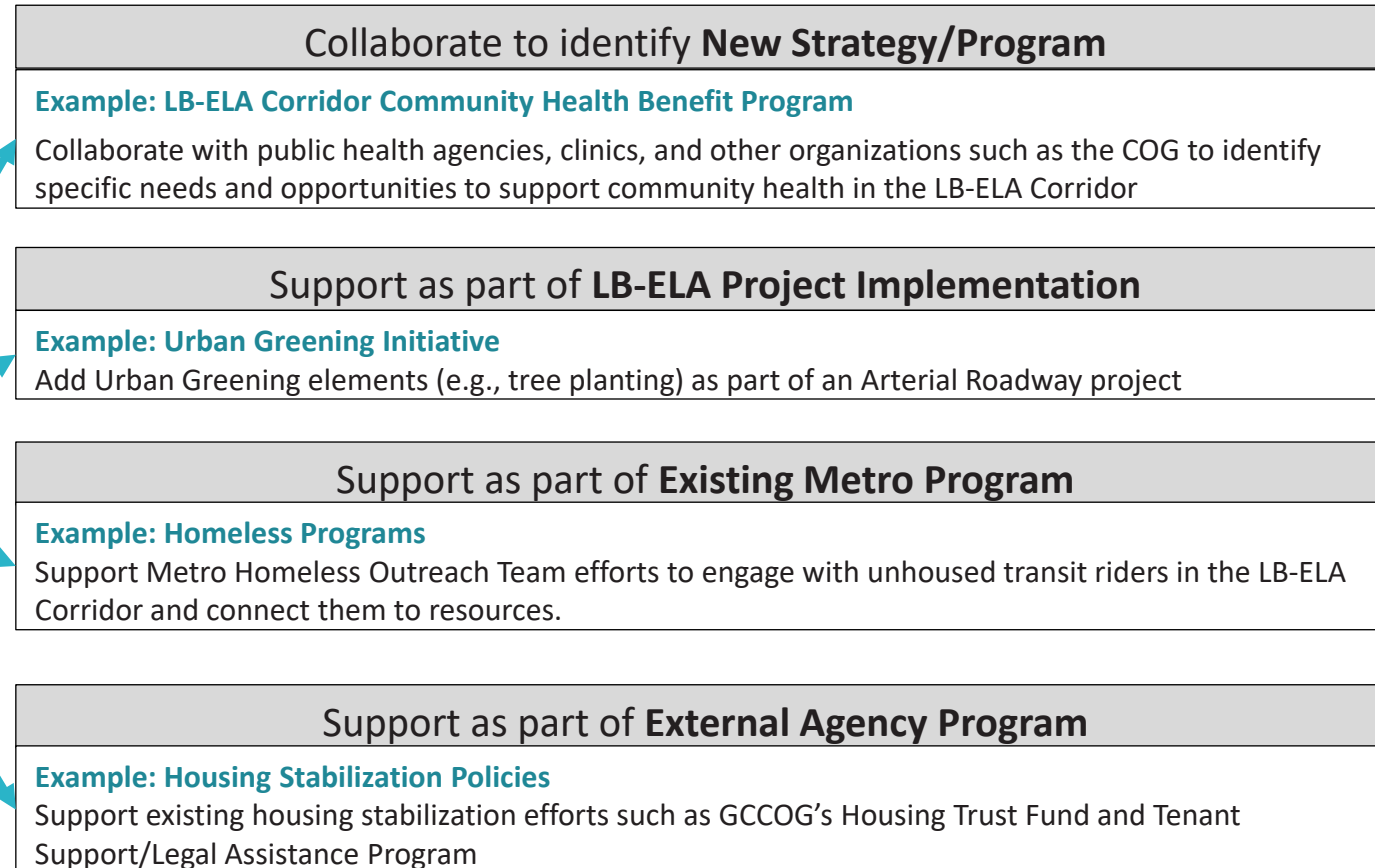 Collaborate to identify New Strategy/Program
Example: LB-ELA Corridor Community Health Benefit Program
Collaborate with public health agencies, clinics, and other organizations such as the COG to identify
specific needs and opportunities to support community health in the LB-ELA Corridor
Support as part of LB-ELA Project Implementation
Example: Urban Greening Initiative
Add Urban Greening elements (e.g., tree planting) as part of an Arterial Roadway project
Support as part of Existing Metro Program
Example: Homeless Programs
Support Metro Homeless Outreach Team efforts to engage with unhoused transit riders in the LB-ELA
Corridor and connect them to resources.
Support as part of External Agency Program
Example: Housing Stabilization Policies
Support existing housing stabilization efforts such as GCCOG’s Housing Trust Fund and Tenant
Support/Legal Assistance Program